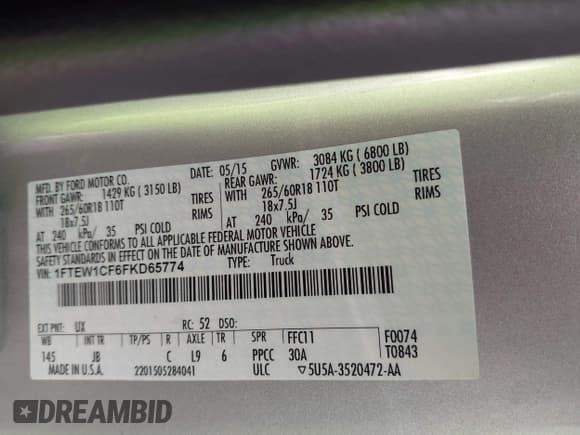 MFD. BY FORD MOTOR CO. DATE: 05/15 GVWR: 3084 KG ( 6800 LB)
FRONT GAWR: 1429 KG ( 3150 LB) REAR GAWR: 1724 KG ( 3800 LB)
WITH 265/60R18 110T TIRES WITH 265/60R18 110T TIRES
18x7.5J RIMS 18x7.5J RIMS
AT 240 kPa/ 35 PSI COLD AT 240 kPa/ 35 PSI COLD
THIS VEHICLE CONFORMS TO ALL APPLICABLE FEDERAL MOTOR VEHICLE
SAFETY STANDARDS IN EFFECT ON THE DATE OF MANUFACTURE SHOWN ABOVE.
VIN: 1FTEW1CF6FKD65774 TYPE: Truck
EXT PNT: UX RC: 52 DSO:
WB INT TR TP/PS R AXLE TR SPR FFC11 F0074
145 JB C L9 6 PPCC 30A T0843
MADE IN U.S.A. 2201505284041 ULC ▽5U5A-3520472-AA
DREAMBID